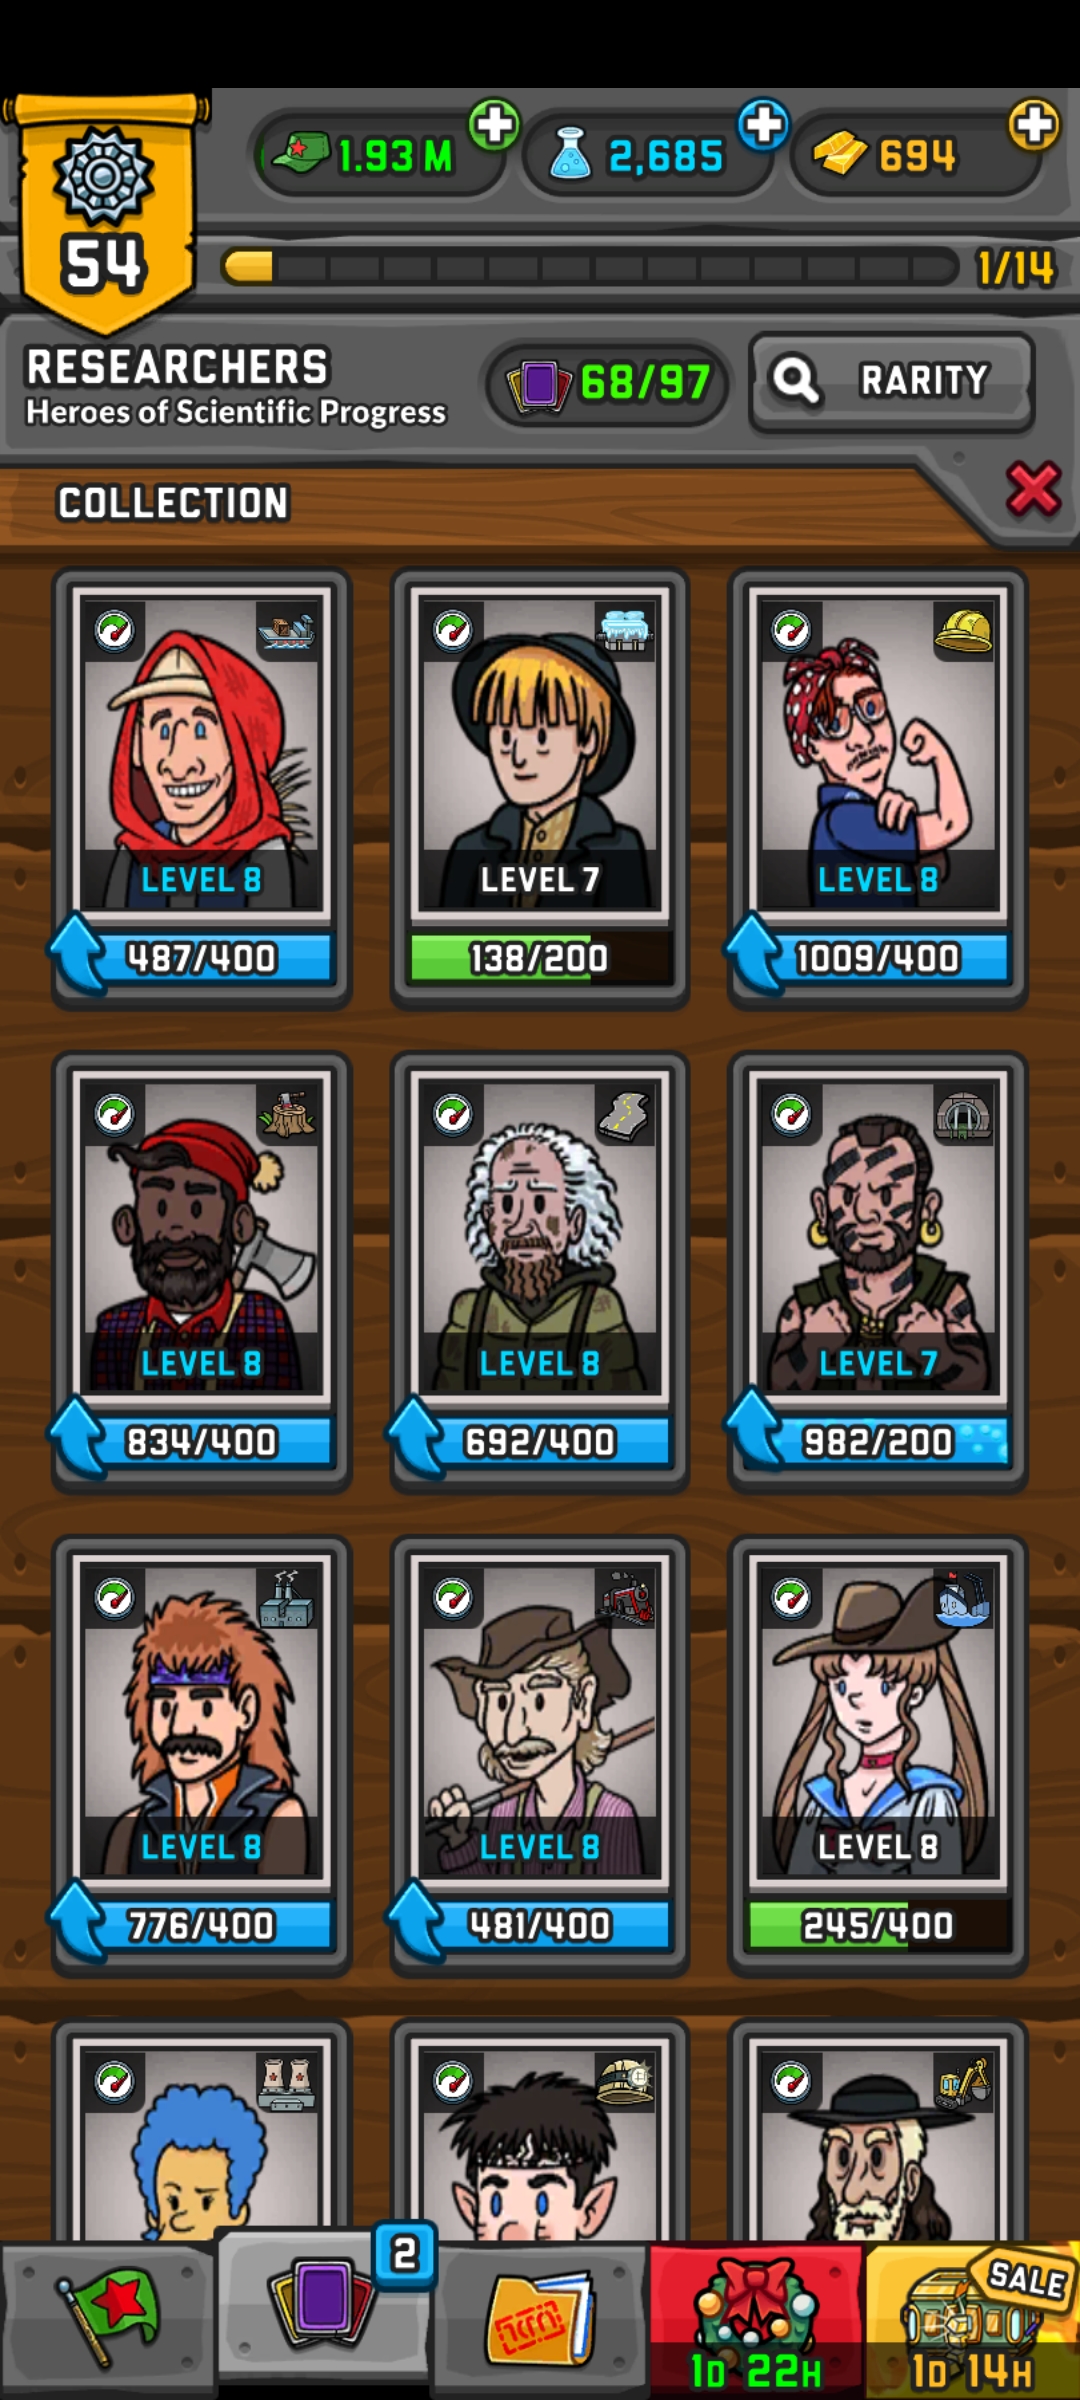 1.93 M
2,685
694
54
1/14
RESEARCHERS
Heroes of Scientific Progress
68/97
RARITY
COLLECTION
LEVEL 8
LEVEL 7
LEVEL 8
487/400
138/200
1009/400
LEVEL 8
LEVEL 8
LEVEL 7
834/400
692/400
982/200
LEVEL 8
LEVEL 8
LEVEL 8
776/400
481/400
245/400
2
SALE
1D 22H
1D 14H